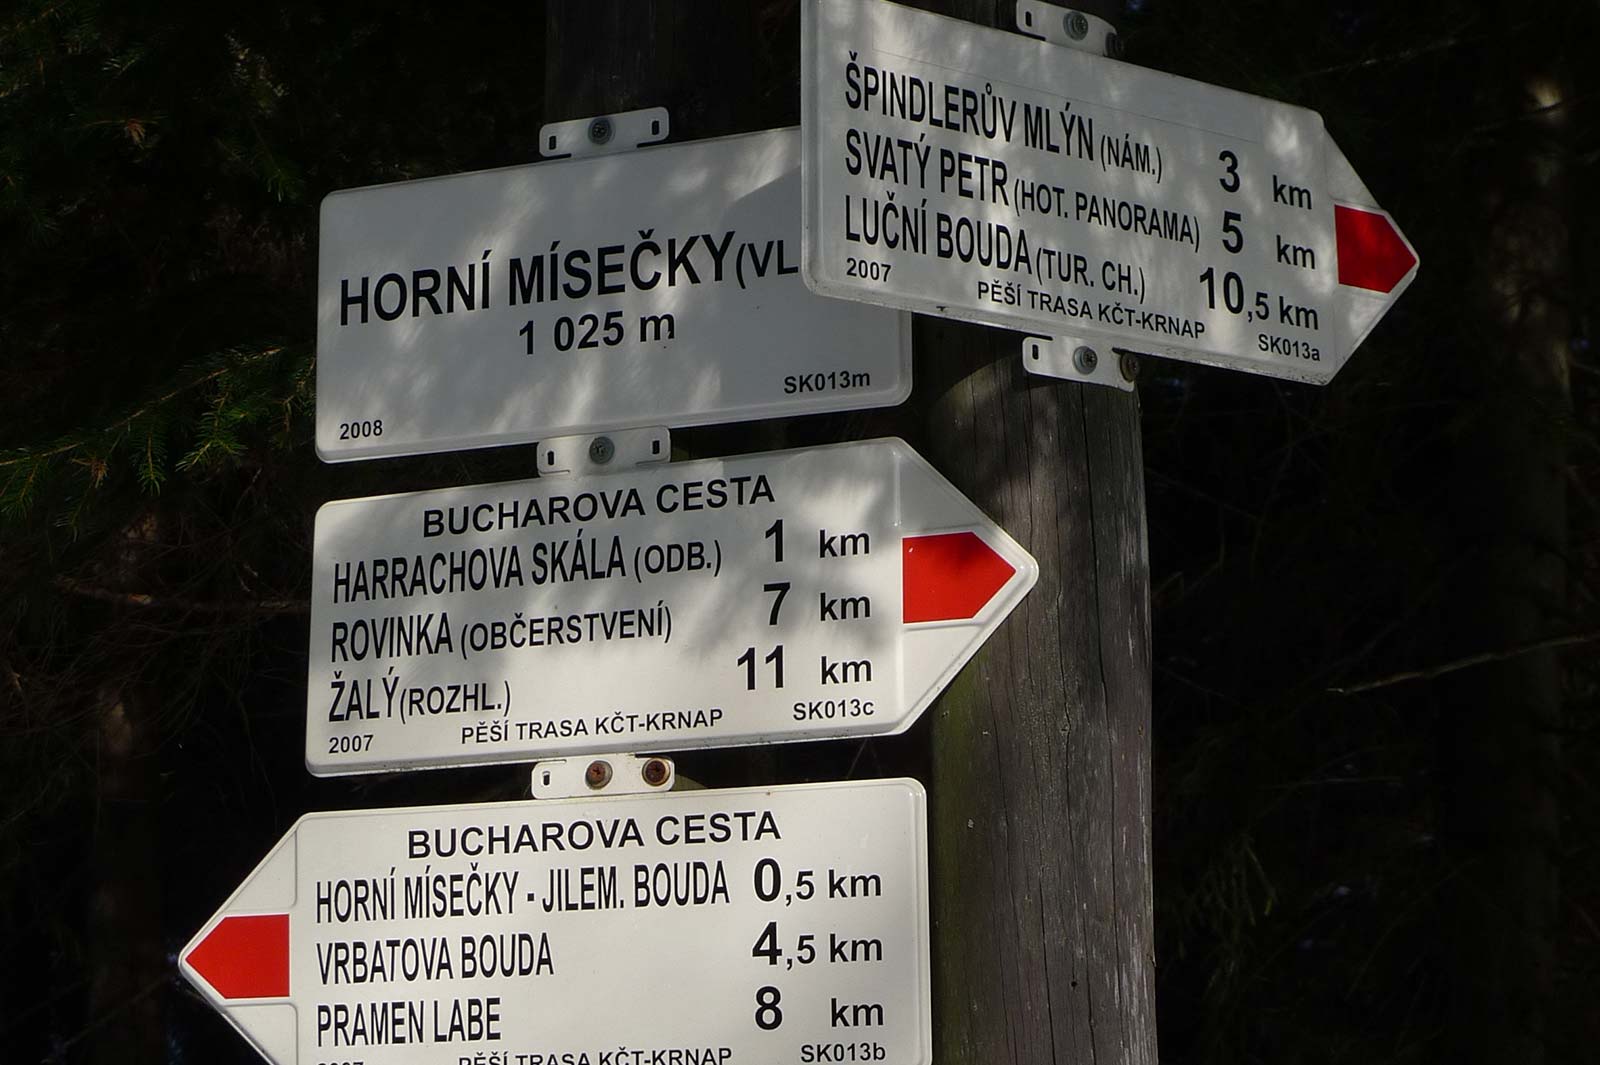 ŠPINDLERŮV MLÝN (NÁM.) 3 km
SVATÝ PETR (HOT. PANORAMA) 5 km
LUČNÍ BOUDA (TUR. CH.) 10,5 km
2007 PĚŠÍ TRASA KČT-KRNAP SK013a
HORNÍ MÍSEČKY (VL
1 025 m
SK013m
2008
BUCHAROVA CESTA
HARRACHOVA SKÁLA (ODB.) 1 km
ROVINKA (OBČERSTVENÍ) 7 km
ŽALÝ (ROZHL.) 11 km
2007 PĚŠÍ TRASA KČT-KRNAP SK013c
BUCHAROVA CESTA
HORNÍ MÍSEČKY - JILEM. BOUDA 0,5 km
VRBATOVA BOUDA 4,5 km
PRAMEN LABE 8 km
2007 PĚŠÍ TRASA KČT-KRNAP SK013b